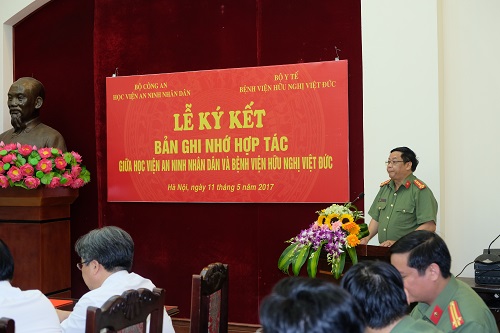 BỘ CÔNG AN
HỌC VIỆN AN NINH NHÂN DÂN
BỘ Y TẾ
BỆNH VIỆN HỮU NGHỊ VIỆT ĐỨC
LỄ KÝ KẾT
BẢN GHI NHỚ HỢP TÁC
GIỮA HỌC VIỆN AN NINH NHÂN DÂN VÀ BỆNH VIỆN HỮU NGHỊ VIỆT ĐỨC
Hà Nội, ngày 11 tháng 5 năm 2017